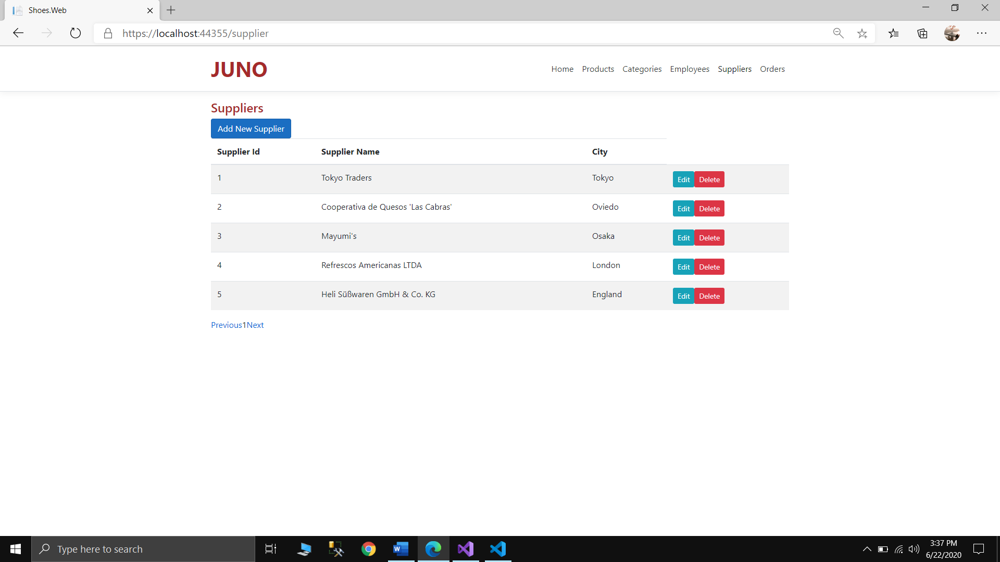 Shoes.Web
https://localhost:44355/supplier
JUNO
Home Products Categories Employees Suppliers Orders
Suppliers
Add New Supplier
Supplier Id Supplier Name City
1 Tokyo Traders Tokyo Edit Delete
2 Cooperativa de Quesos 'Las Cabras' Oviedo Edit Delete
3 Mayumi's Osaka Edit Delete
4 Refrescos Americanas LTDA London Edit Delete
5 Heli Süßwaren GmbH & Co. KG England Edit Delete
Previous1Next
Type here to search
3:37 PM
6/22/2020